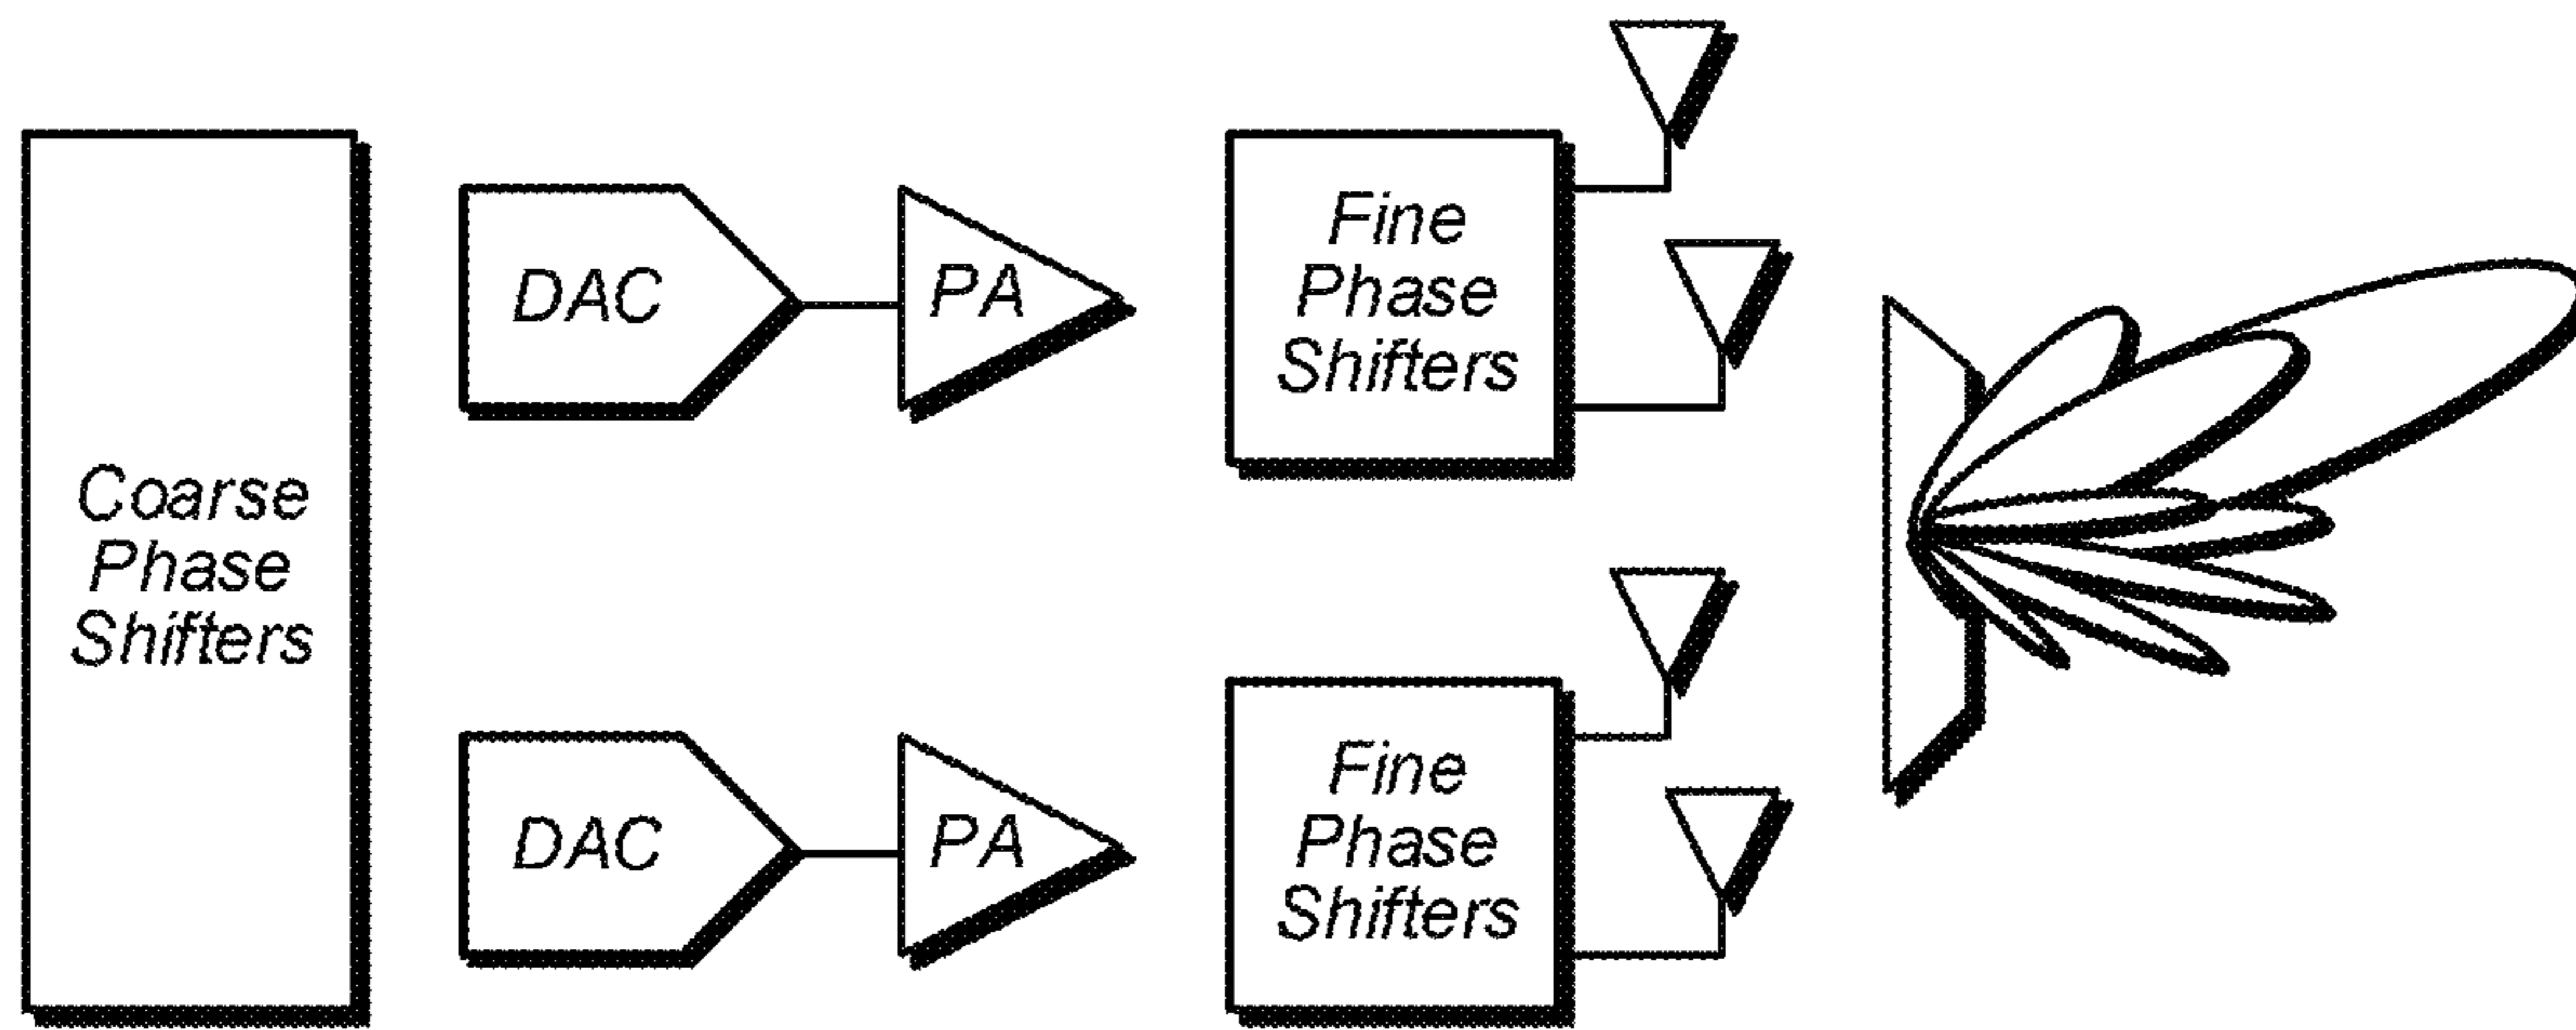 Coarse
Phase
Shifters
DAC
PA
Fine
Phase
Shifters
DAC
PA
Fine
Phase
Shifters